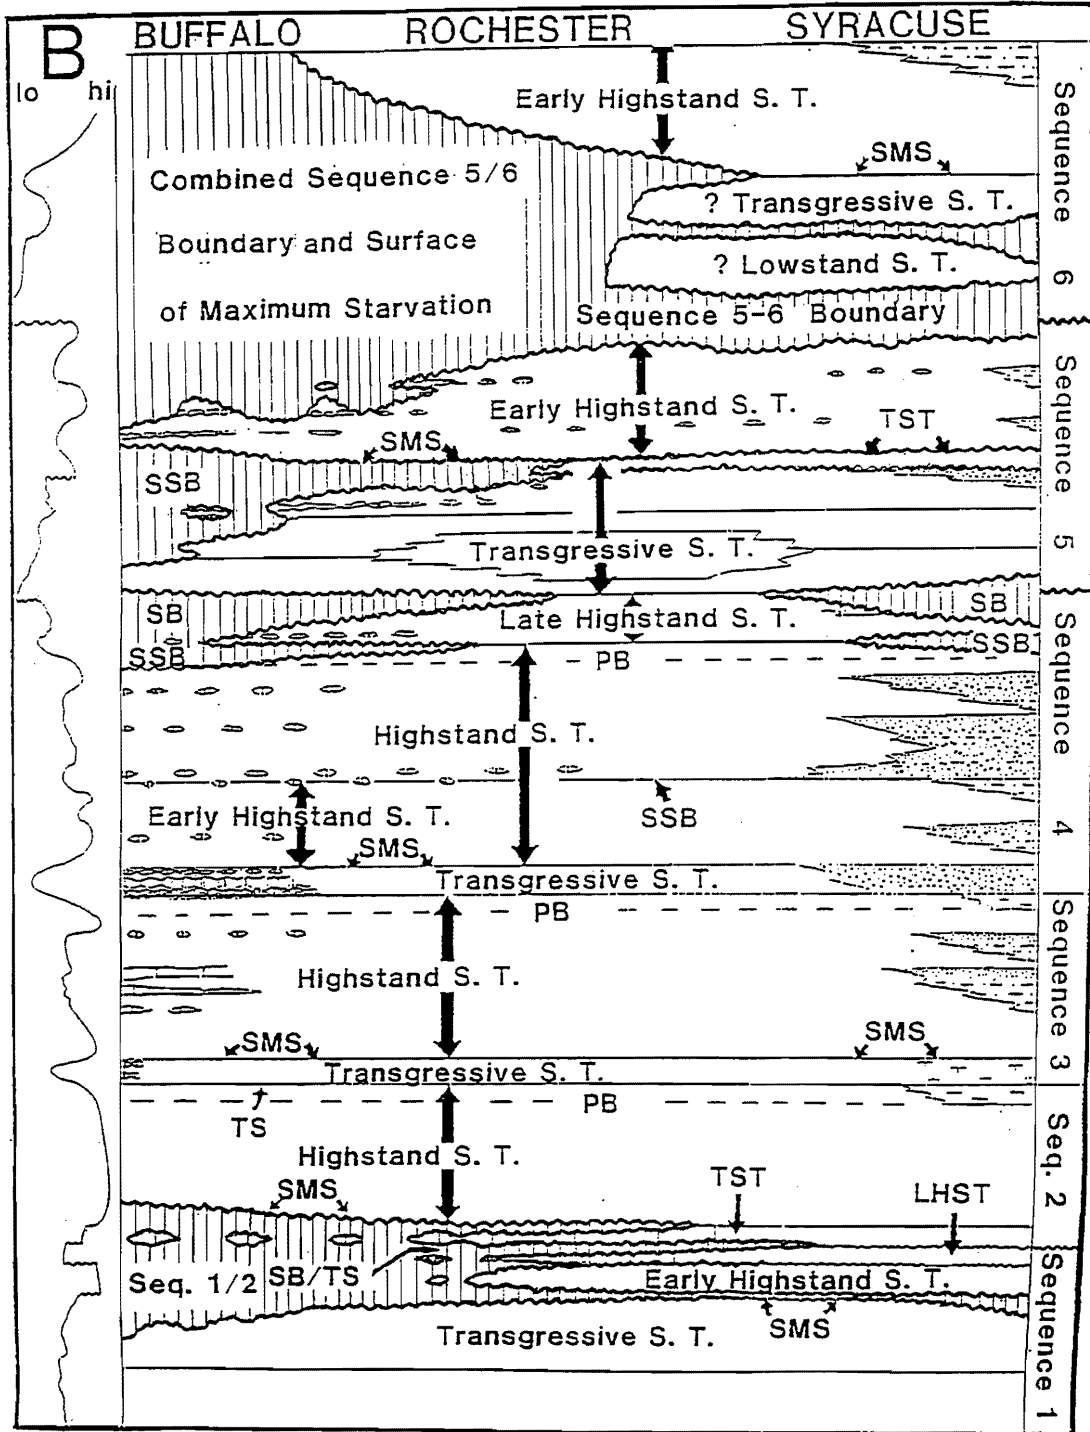 B
BUFFALO ROCHESTER SYRACUSE
lo hi
Early Highstand S. T.
SMS
Combined Sequence 5/6
Boundary and Surface
of Maximum Starvation
? Transgressive S. T.
? Lowstand S. T.
Sequence 5-6 Boundary
Sequence 6
Early Highstand S. T.
SMS
TST
SSB
Transgressive S. T.
Sequence 5
SB
Late Highstand S. T.
SB
SSB
SSB
PB
Highstand S. T.
Early Highstand S. T.
SSB
SMS
Transgressive S. T.
Sequence 4
PB
Highstand S. T.
SMS
SMS
Transgressive S. T.
Sequence 3
PB
TS
Highstand S. T.
SMS
TST
LHST
Seq. 2
Seq. 1/2
SB/TS
Early Highstand S. T.
SMS
Transgressive S. T.
Sequence 1